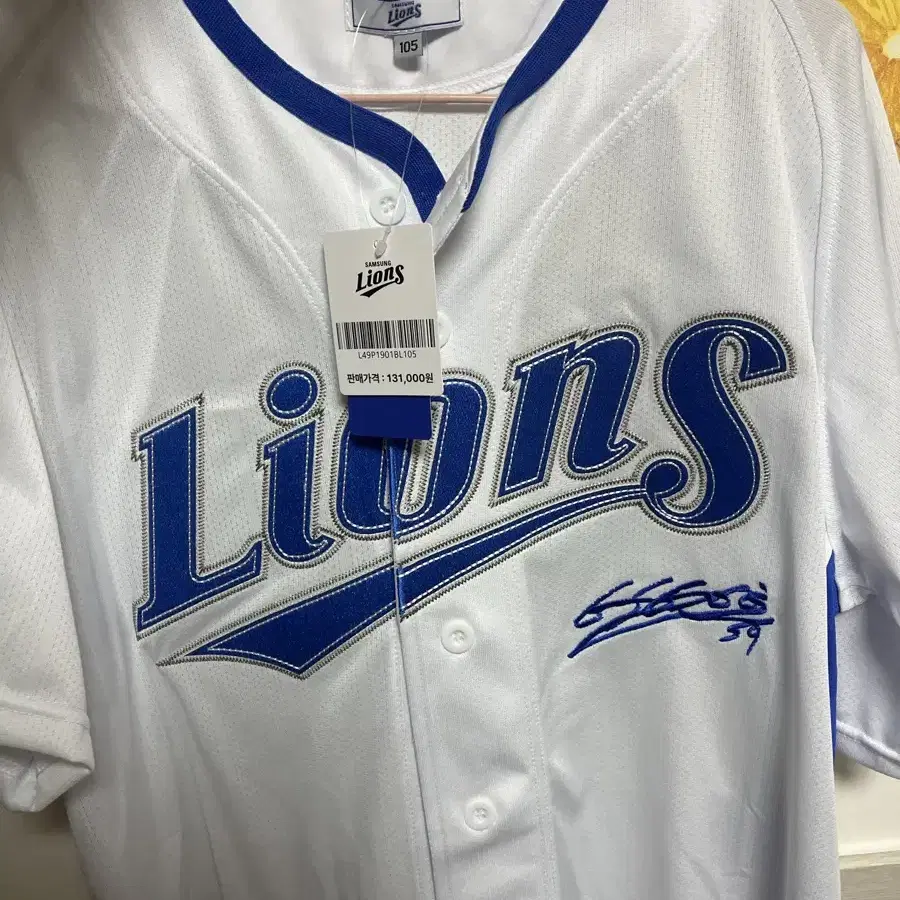 SAMSUNG
Lions
105
SAMSUNG
Lions
L49P1901BL105
판매가격 : 131,000원
Lions
59